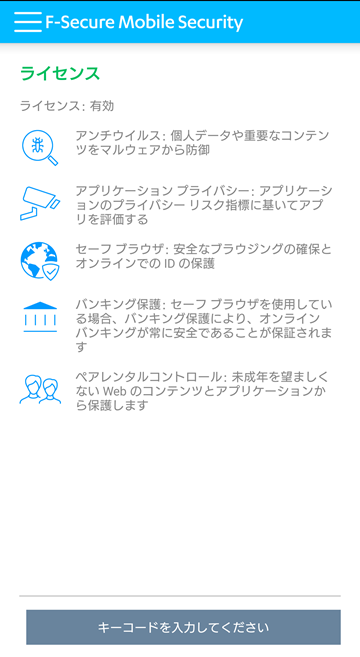 F-Secure Mobile Security
ライセンス
ライセンス: 有効
アンチウイルス: 個人データや重要なコンテン
ツをマルウェアから防御
アプリケーション プライバシー: アプリケーシ
ョンのプライバシー リスク指標に基いてアプ
リを評価する
セーフ ブラウザ: 安全なブラウジングの確保と
オンラインでの ID の保護
バンキング保護: セーフ ブラウザを使用してい
る場合、バンキング保護により、オンライン
バンキングが常に安全であることが保証されま
す
ペアレンタルコントロール: 未成年を望ましく
ない Web のコンテンツとアプリケーションか
ら保護します
キーコードを入力してください